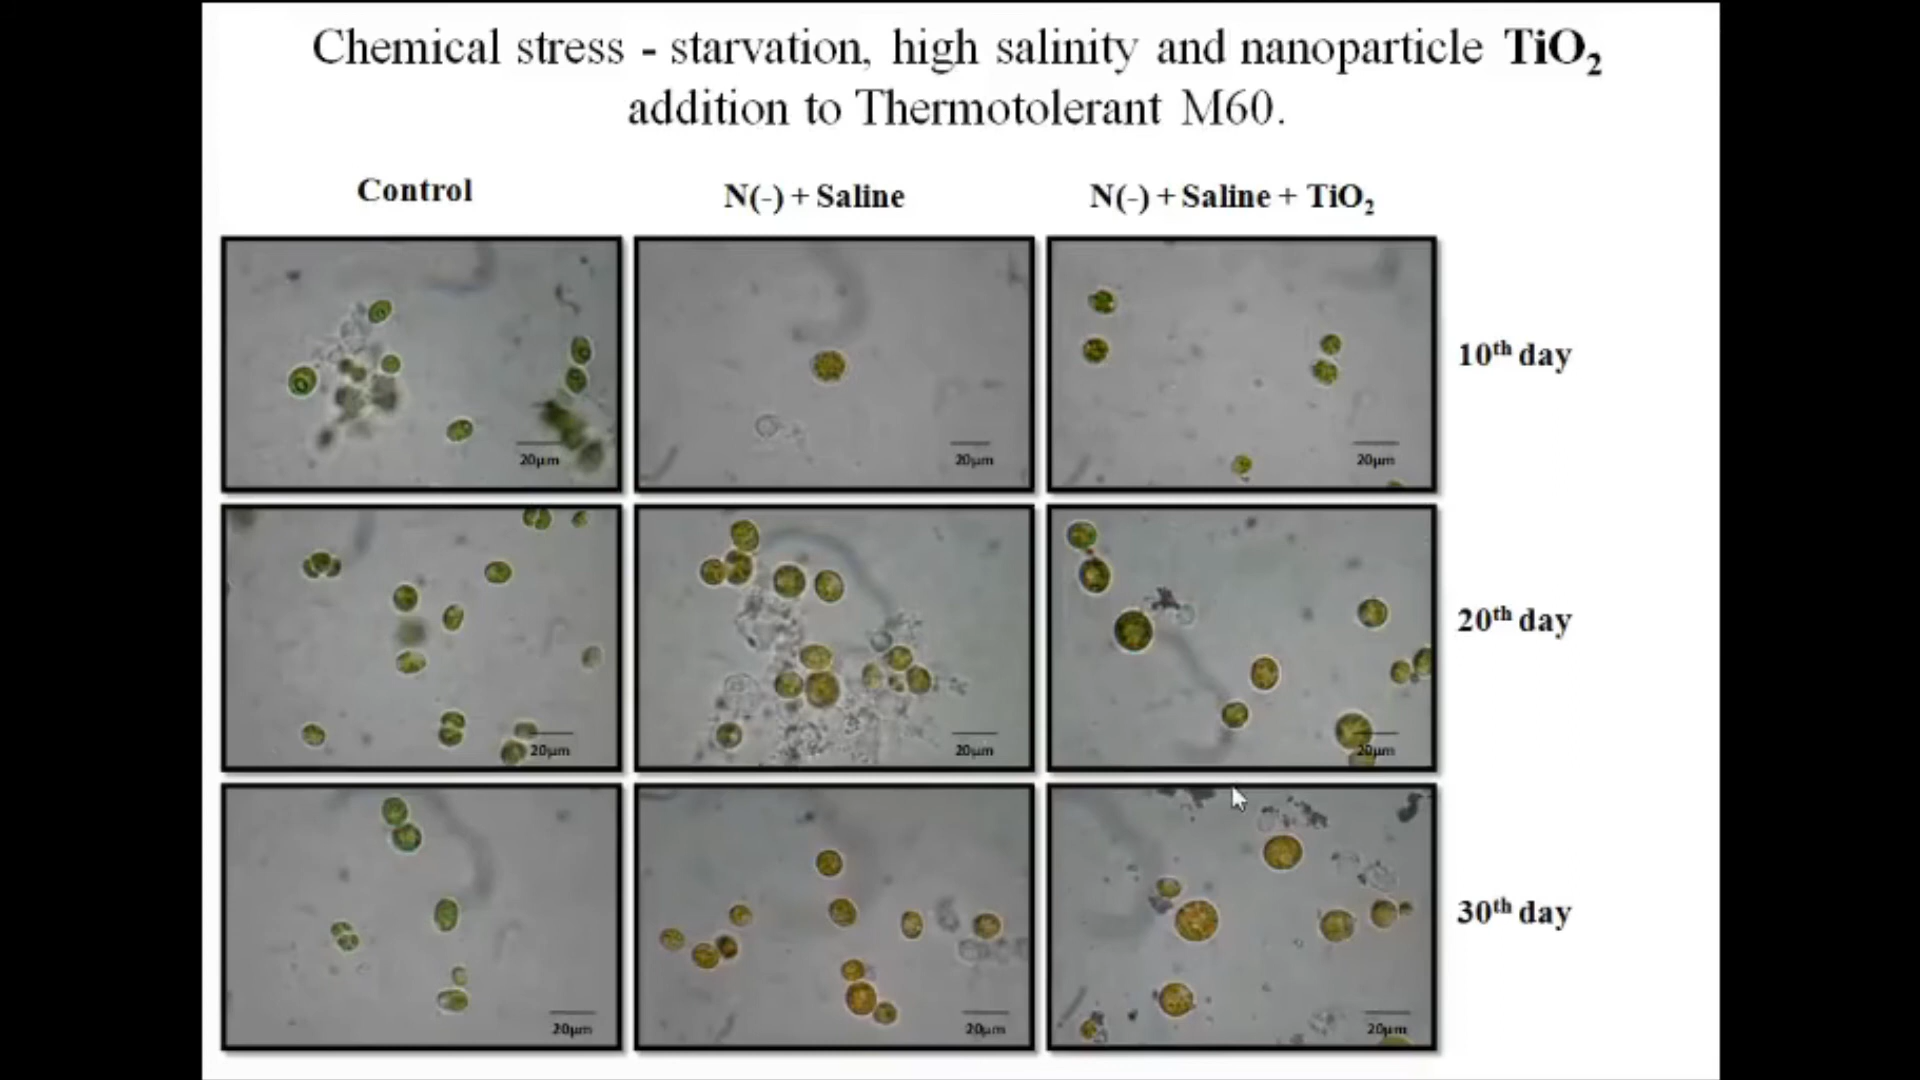 Chemical stress - starvation, high salinity and nanoparticle TiO₂
addition to Thermotolerant M60.
Control
N(-) + Saline
N(-) + Saline + TiO₂
20µm
20µm
20µm
10th day
20µm
20µm
20µm
20th day
20µm
20µm
20µm
30th day